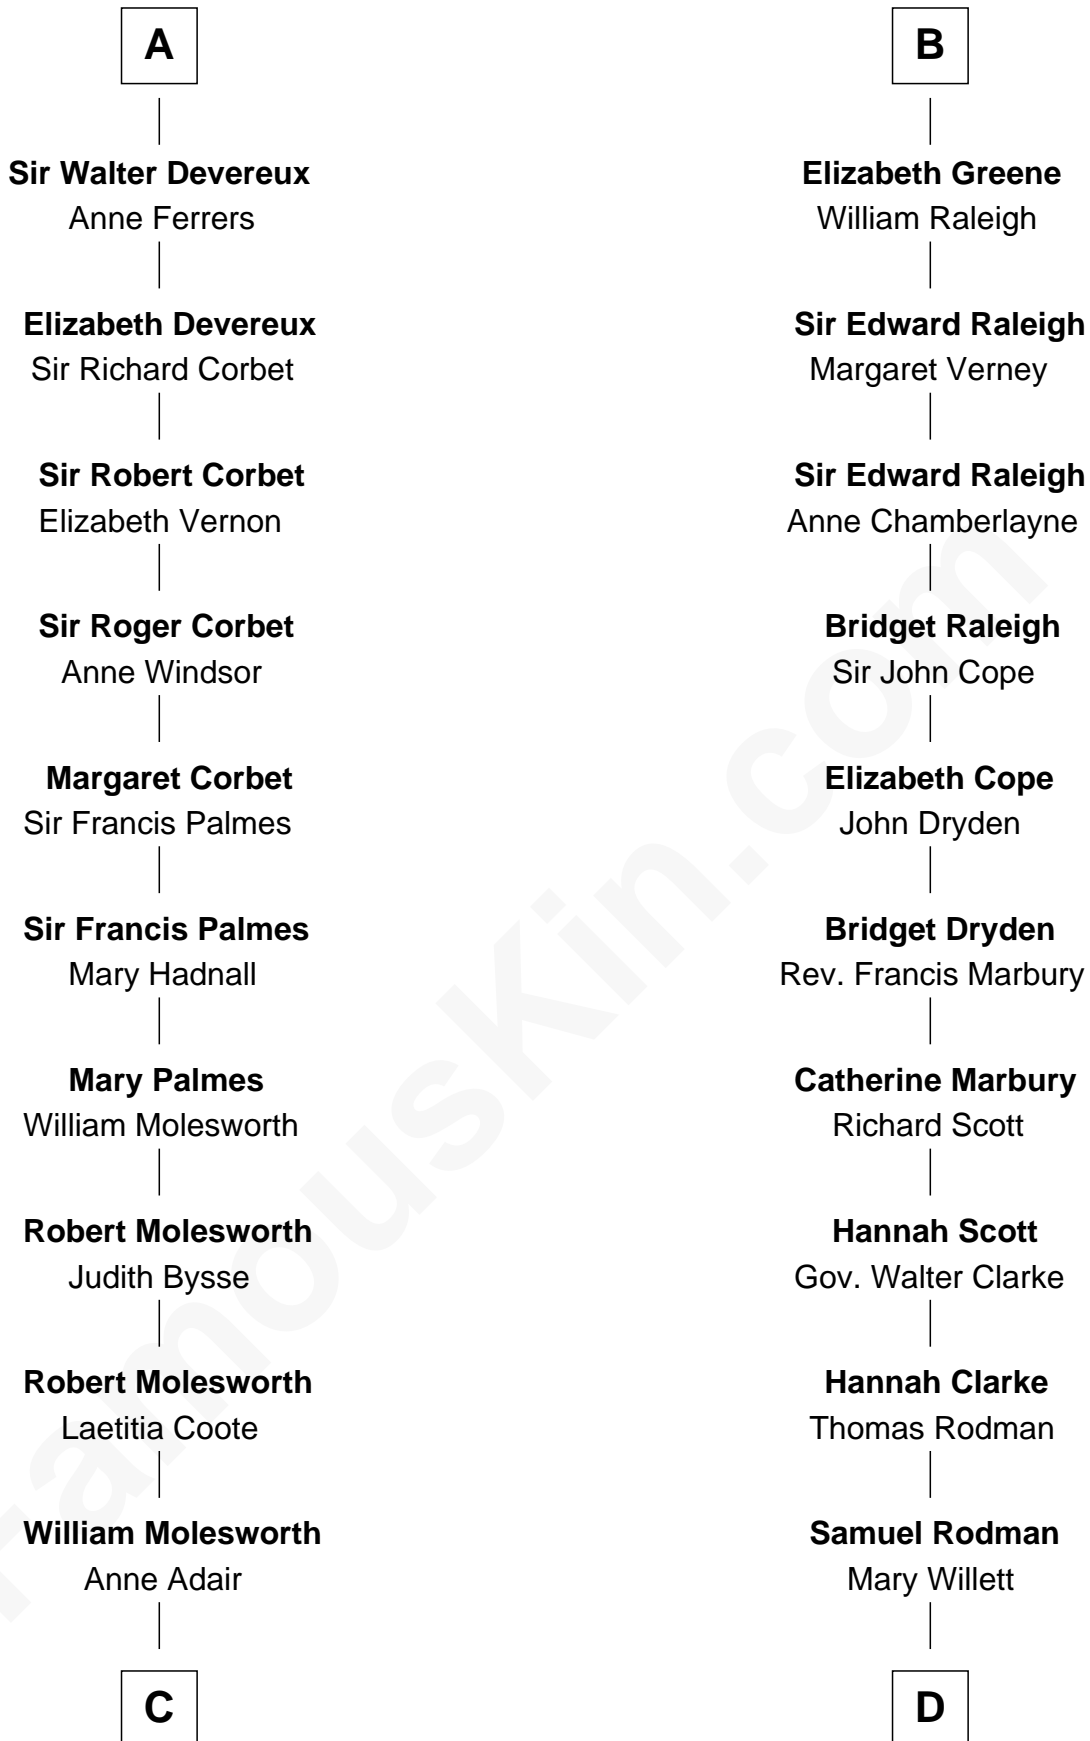 A
Sir Walter Devereux
Anne Ferrers
Elizabeth Devereux
Sir Richard Corbet
Sir Robert Corbet
Elizabeth Vernon
Sir Roger Corbet
Anne Windsor
Margaret Corbet
Sir Francis Palmes
Sir Francis Palmes
Mary Hadnall
Mary Palmes
William Molesworth
Robert Molesworth
Judith Bysse
Robert Molesworth
Laetitia Coote
William Molesworth
Anne Adair
C
B
Elizabeth Greene
William Raleigh
Sir Edward Raleigh
Margaret Verney
Sir Edward Raleigh
Anne Chamberlayne
Bridget Raleigh
Sir John Cope
Elizabeth Cope
John Dryden
Bridget Dryden
Rev. Francis Marbury
Catherine Marbury
Richard Scott
Hannah Scott
Gov. Walter Clarke
Hannah Clarke
Thomas Rodman
Samuel Rodman
Mary Willett
D
FamousKin.com